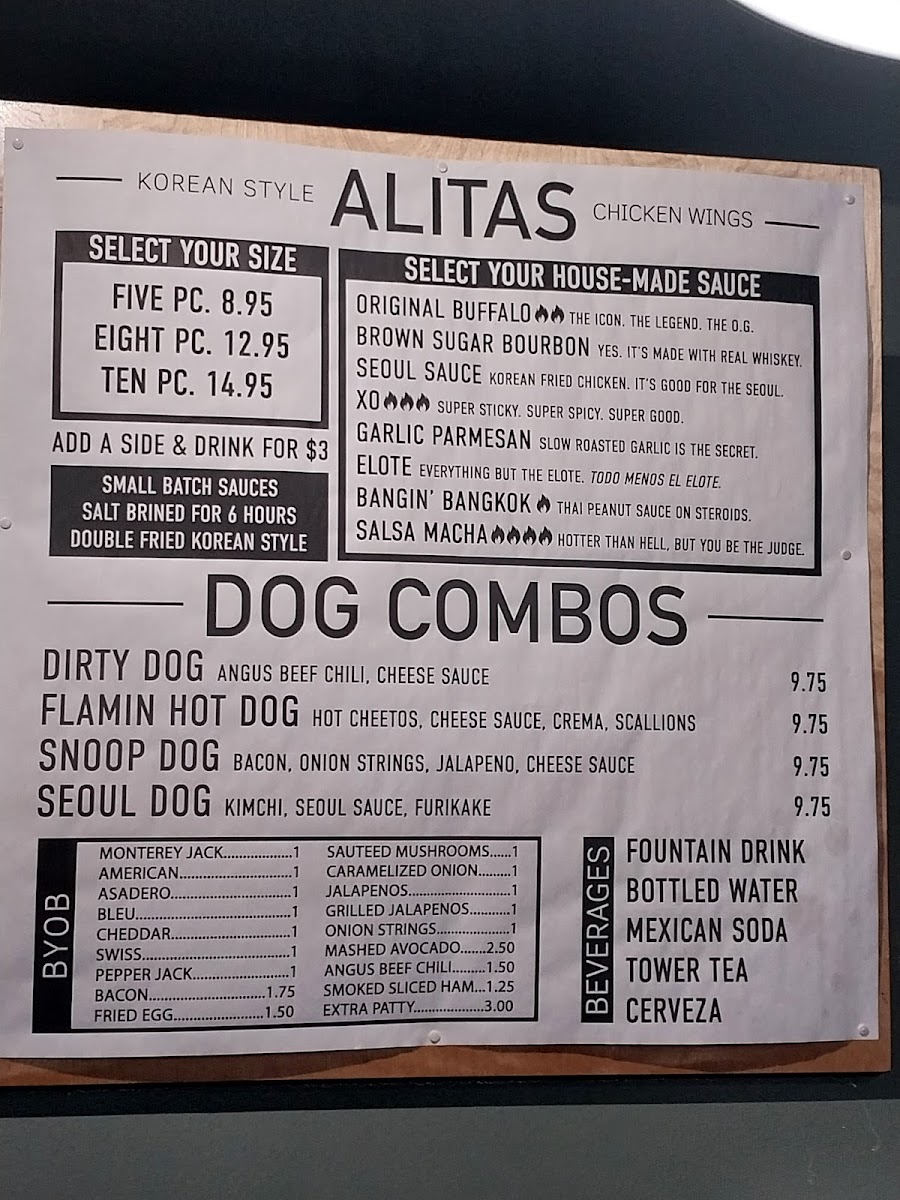 KOREAN STYLE ALITAS CHICKEN WINGS
SELECT YOUR SIZE
FIVE PC. 8.95
EIGHT PC. 12.95
TEN PC. 14.95
ADD A SIDE & DRINK FOR $3
SMALL BATCH SAUCES
SALT BRINED FOR 6 HOURS
DOUBLE FRIED KOREAN STYLE
SELECT YOUR HOUSE-MADE SAUCE
ORIGINAL BUFFALO THE ICON. THE LEGEND. THE O.G.
BROWN SUGAR BOURBON YES. IT'S MADE WITH REAL WHISKEY.
SEOUL SAUCE KOREAN FRIED CHICKEN. IT'S GOOD FOR THE SEOUL.
XO SUPER STICKY. SUPER SPICY. SUPER GOOD.
GARLIC PARMESAN SLOW ROASTED GARLIC IS THE SECRET.
ELOTE EVERYTHING BUT THE ELOTE. TODO MENOS EL ELOTE.
BANGIN' BANGKOK THAI PEANUT SAUCE ON STEROIDS.
SALSA MACHA HOTTER THAN HELL, BUT YOU BE THE JUDGE.
DOG COMBOS
DIRTY DOG ANGUS BEEF CHILI, CHEESE SAUCE 9.75
FLAMIN HOT DOG HOT CHEETOS, CHEESE SAUCE, CREMA, SCALLIONS 9.75
SNOOP DOG BACON, ONION STRINGS, JALAPENO, CHEESE SAUCE 9.75
SEOUL DOG KIMCHI, SEOUL SAUCE, FURIKAKE 9.75
BYOB
MONTEREY JACK..................1
AMERICAN..............................1
ASADERO................................1
BLEU.........................................1
CHEDDAR................................1
SWISS.......................................1
PEPPER JACK..........................1
BACON..............................1.75
FRIED EGG.......................1.50
SAUTEED MUSHROOMS......1
CARAMELIZED ONION.........1
JALAPENOS...........................1
GRILLED JALAPENOS...........1
ONION STRINGS....................1
MASHED AVOCADO.......2.50
ANGUS BEEF CHILI.........1.50
SMOKED SLICED HAM...1.25
EXTRA PATTY...................3.00
BEVERAGES
FOUNTAIN DRINK
BOTTLED WATER
MEXICAN SODA
TOWER TEA
CERVEZA